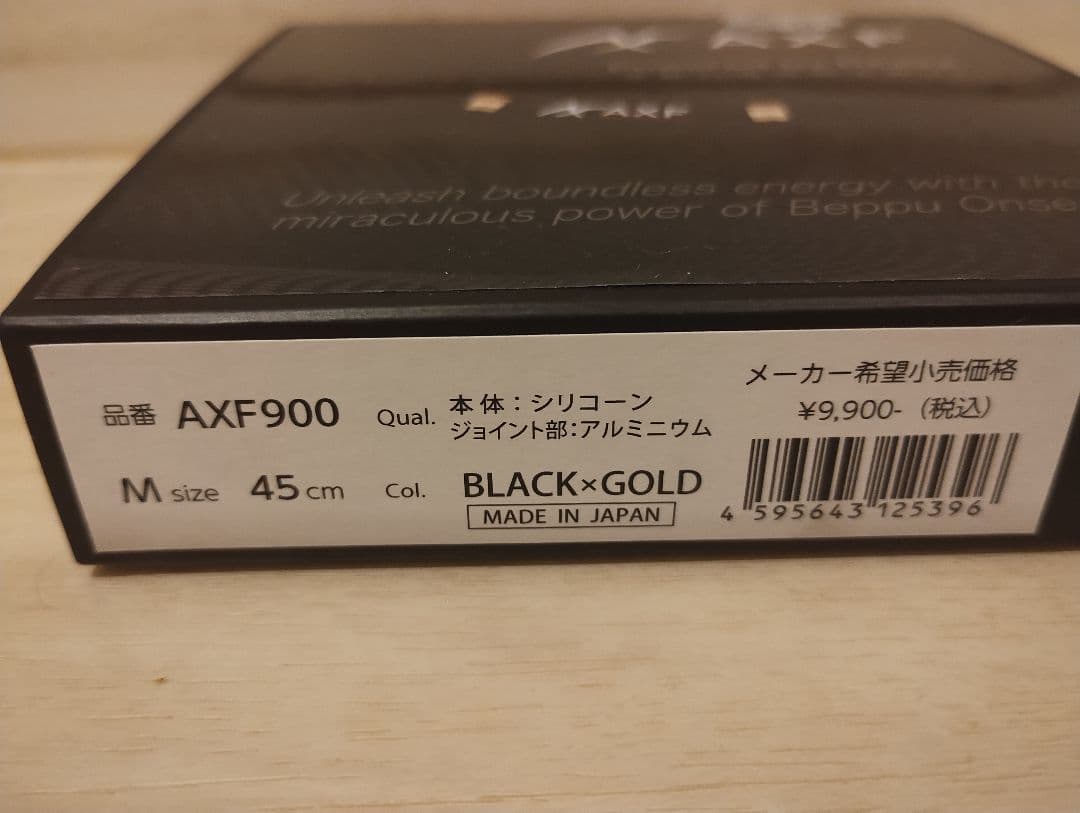 AXF
AXF
Unleash boundless energy with the
miraculous power of Beppu Onse
品番 AXF900
Qual. 本体：シリコーン
ジョイント部：アルミニウム
M size 45cm
Col. BLACK×GOLD
MADE IN JAPAN
メーカー希望小売価格
¥9,900-（税込）
4 595643 125396